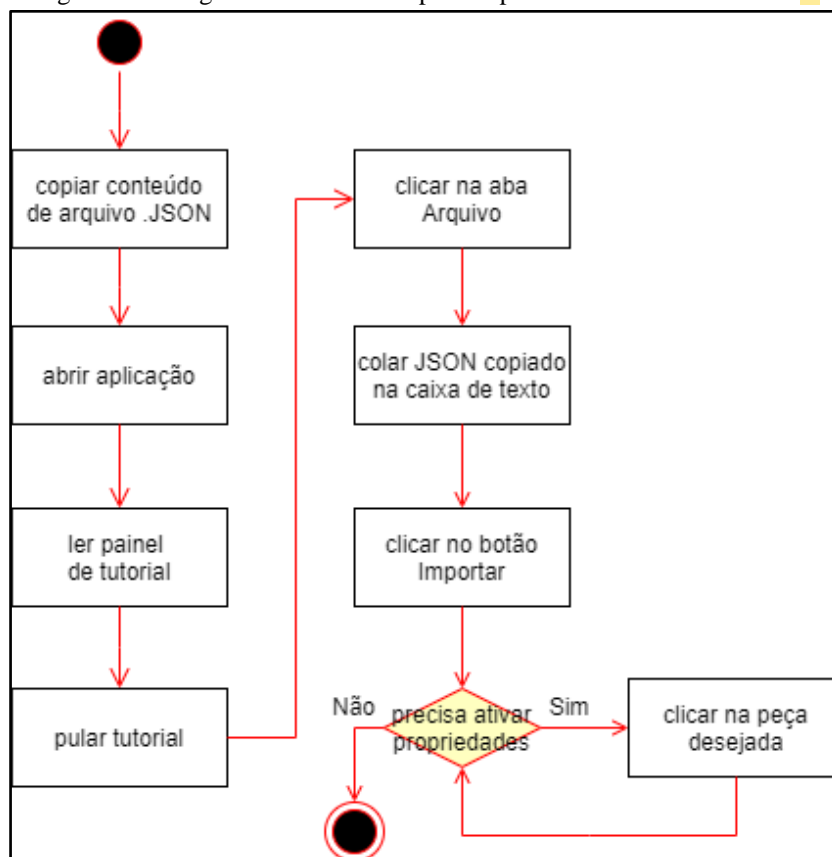 copiar conteúdo
de arquivo .JSON
abrir aplicação
ler painel
de tutorial
pular tutorial
clicar na aba
Arquivo
colar JSON copiado
na caixa de texto
clicar no botão
Importar
precisa ativar
propriedades
Não
Sim
clicar na peça
desejada